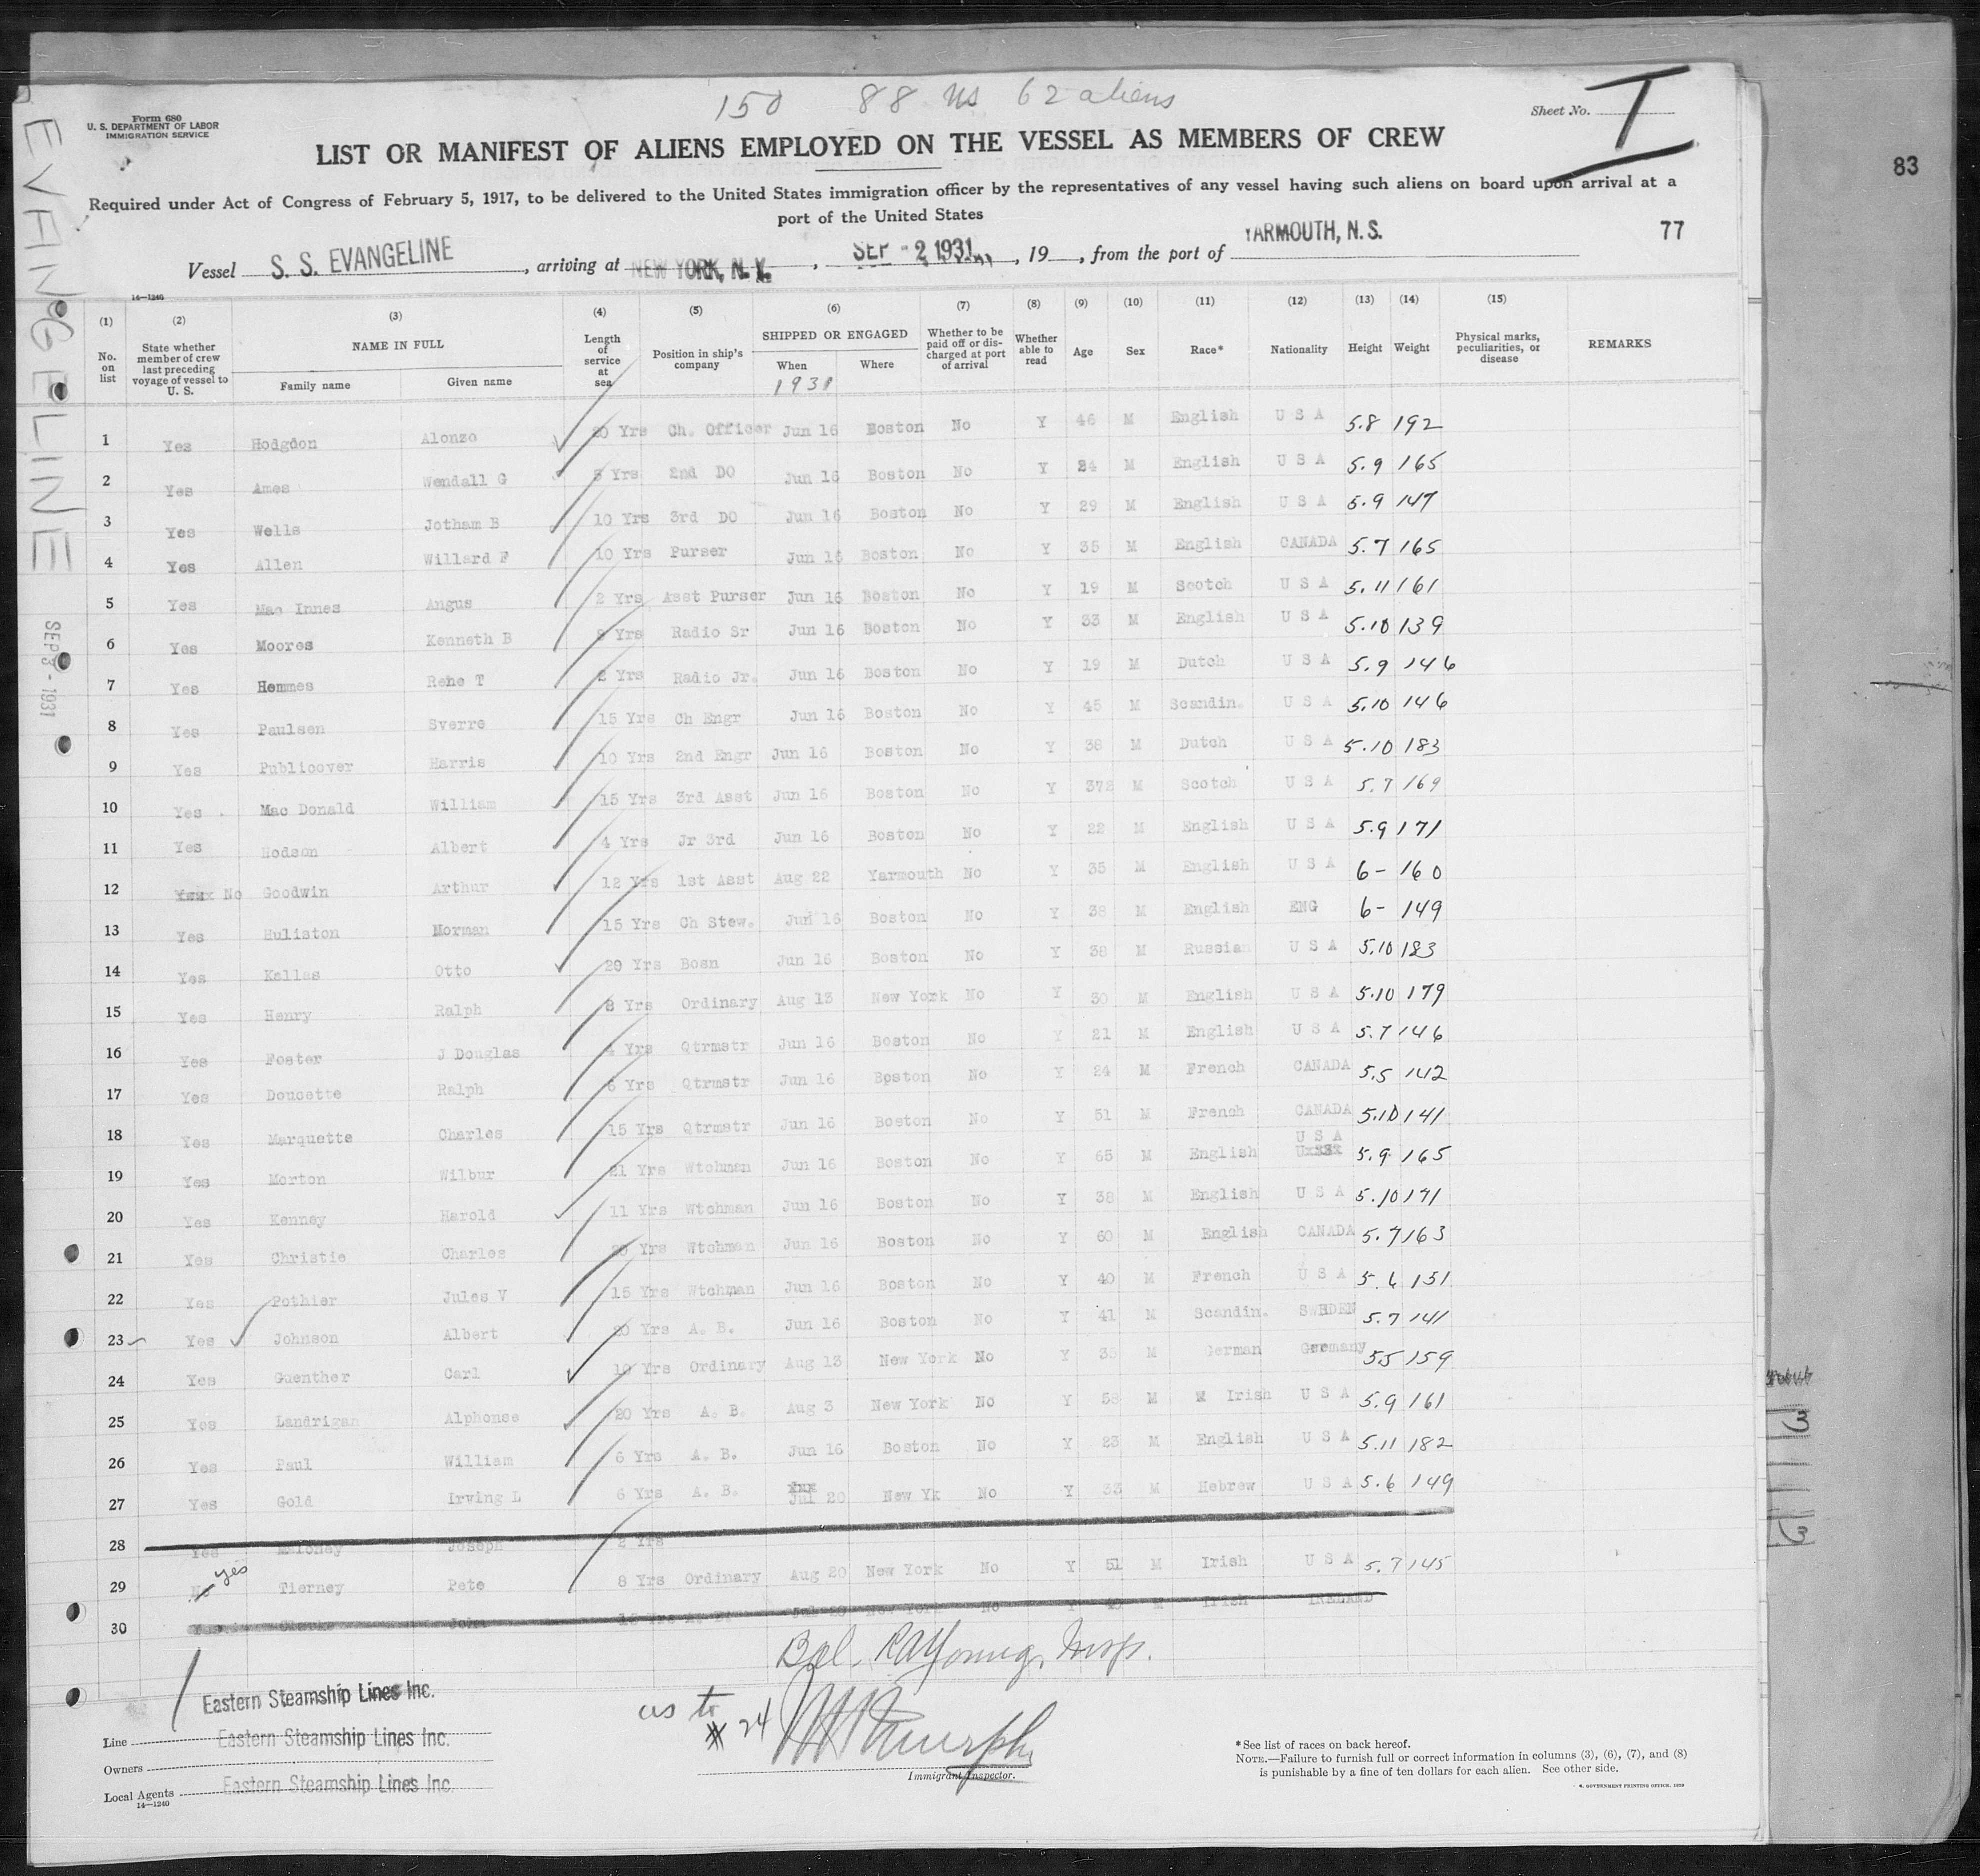 150 88 US 62 aliens
Form 680
U. S. DEPARTMENT OF LABOR
IMMIGRATION SERVICE
Sheet No. I
LIST OR MANIFEST OF ALIENS EMPLOYED ON THE VESSEL AS MEMBERS OF CREW
83
Required under Act of Congress of February 5, 1917, to be delivered to the United States immigration officer by the representatives of any vessel having such aliens on board upon arrival at a
port of the United States
77
Vessel S. S. EVANGELINE, arriving at NEW YORK, N. Y., SEP -2 1931, 19, from the port of YARMOUTH, N. S.
EVANGELINE
SEP 3 - 1931
14—1240
(1) (2) (3) (4) (5) (6) (7) (8) (9) (10) (11) (12) (13) (14) (15)
No. on list State whether member of crew last preceding voyage of vessel to U. S. NAME IN FULL Family name Given name Length of service at sea Position in ship's company SHIPPED OR ENGAGED When Where Whether to be paid off or discharged at port of arrival Whether able to read Age Sex Race* Nationality Height Weight Physical marks, peculiarities, or disease REMARKS
1931
1 Yes Hodgdon Alonzo 20 Yrs Ch. Officer Jun 16 Boston No Y 46 M English U S A 5.8 192
2 Yes Ames Wendall G Yrs 2nd DO Jun 16 Boston No Y 24 M English U S A 5.9 165
3 Yes Wells Jotham B 10 Yrs 3rd DO Jun 16 Boston No Y 29 M English U S A 5.9 147
4 Yes Allen Willard F 10 Yrs Purser Jun 16 Boston No Y 35 M English CANADA 5.7 165
5 Yes Mac Innes Angus 2 Yrs Asst Purser Jun 16 Boston No Y 19 M Scotch U S A 5.11 161
6 Yes Moores Kenneth B Yrs Radio Sr Jun 16 Boston No Y 33 M English U S A 5.10 139
7 Yes Hemmes Rene T 2 Yrs Radio Jr. Jun 16 Boston No Y 19 M Dutch U S A 5.9 146
8 Yes Paulsen Sverre 15 Yrs Ch Engr Jun 16 Boston No Y 45 M Scandin. U S A 5.10 146
9 Yes Publicover Harris 10 Yrs 2nd Engr Jun 16 Boston No Y 38 M Dutch U S A 5.10 183
10 Yes Mac Donald William 15 Yrs 3rd Asst Jun 16 Boston No Y 372 M Scotch U S A 5.7 169
11 Yes Hodson Albert 4 Yrs Jr 3rd Jun 16 Boston No Y 22 M English U S A 5.9 171
12 No Goodwin Arthur 12 Yrs 1st Asst Aug 22 Yarmouth No Y 35 M English U S A 6- 160
13 Yes Huliston Norman 15 Yrs Ch Stew. Jun 16 Boston No Y 38 M English ENG 6- 149
14 Yes Kallas Otto 20 Yrs Bosn Jun 16 Boston No Y 38 M Russian U S A 5.10 183
15 Yes Henry Ralph 8 Yrs Ordinary Aug 13 New York No Y 30 M English U S A 5.10 179
16 Yes Foster J Douglas 4 Yrs Qtrmstr Jun 16 Boston No Y 21 M English U S A 5.7 146
17 Yes Doucette Ralph 6 Yrs Qtrmstr Jun 16 Boston No Y 24 M French CANADA 5.5 142
18 Yes Marquette Charles 15 Yrs Qtrmstr Jun 16 Boston No Y 51 M French CANADA 5.10 141
19 Yes Morton Wilbur 21 Yrs Wtchman Jun 16 Boston No Y 65 M English U S A 5.9 165
20 Yes Kenney Harold 11 Yrs Wtchman Jun 16 Boston No Y 38 M English U S A 5.10 171
21 Yes Christie Charles 20 Yrs Wtchman Jun 16 Boston No Y 60 M English CANADA 5.7 163
22 Yes Pothier Jules V 15 Yrs Wtchman Jun 16 Boston No Y 40 M French U S A 5.6 151
23 Yes Johnson Albert 20 Yrs A. B. Jun 16 Boston No Y 41 M Scandin. SWEDEN 5.7 141
24 Yes Guenther Carl 10 Yrs Ordinary Aug 13 New York No Y 35 M German Germany 5.5 159
25 Yes Landrigan Alphonse 20 Yrs A. B. Aug 3 New York No Y 58 M Irish U S A 5.9 161
26 Yes Paul William 6 Yrs A. B. Jun 16 Boston No Y 23 M English U S A 5.11 182
27 Yes Gold Irving L 6 Yrs A. B. Jul 20 New Yk No Y 33 M Hebrew U S A 5.6 149
28 Yes Maloney Joseph 2 Yrs
29 No yes Tierney Pete 8 Yrs Ordinary Aug 20 New York No Y 51 M Irish U S A 5.7 145
30 Yes Clarke John New York No Y M Irish IRELAND
Bal. R A Young, Insp.
as to # 24
Immigrant Inspector.
Eastern Steamship Lines Inc.
Line Eastern Steamship Lines Inc.
Owners
Local Agents Eastern Steamship Lines Inc.
14—1240
*See list of races on back hereof.
NOTE.—Failure to furnish full or correct information in columns (3), (6), (7), and (8)
is punishable by a fine of ten dollars for each alien. See other side.